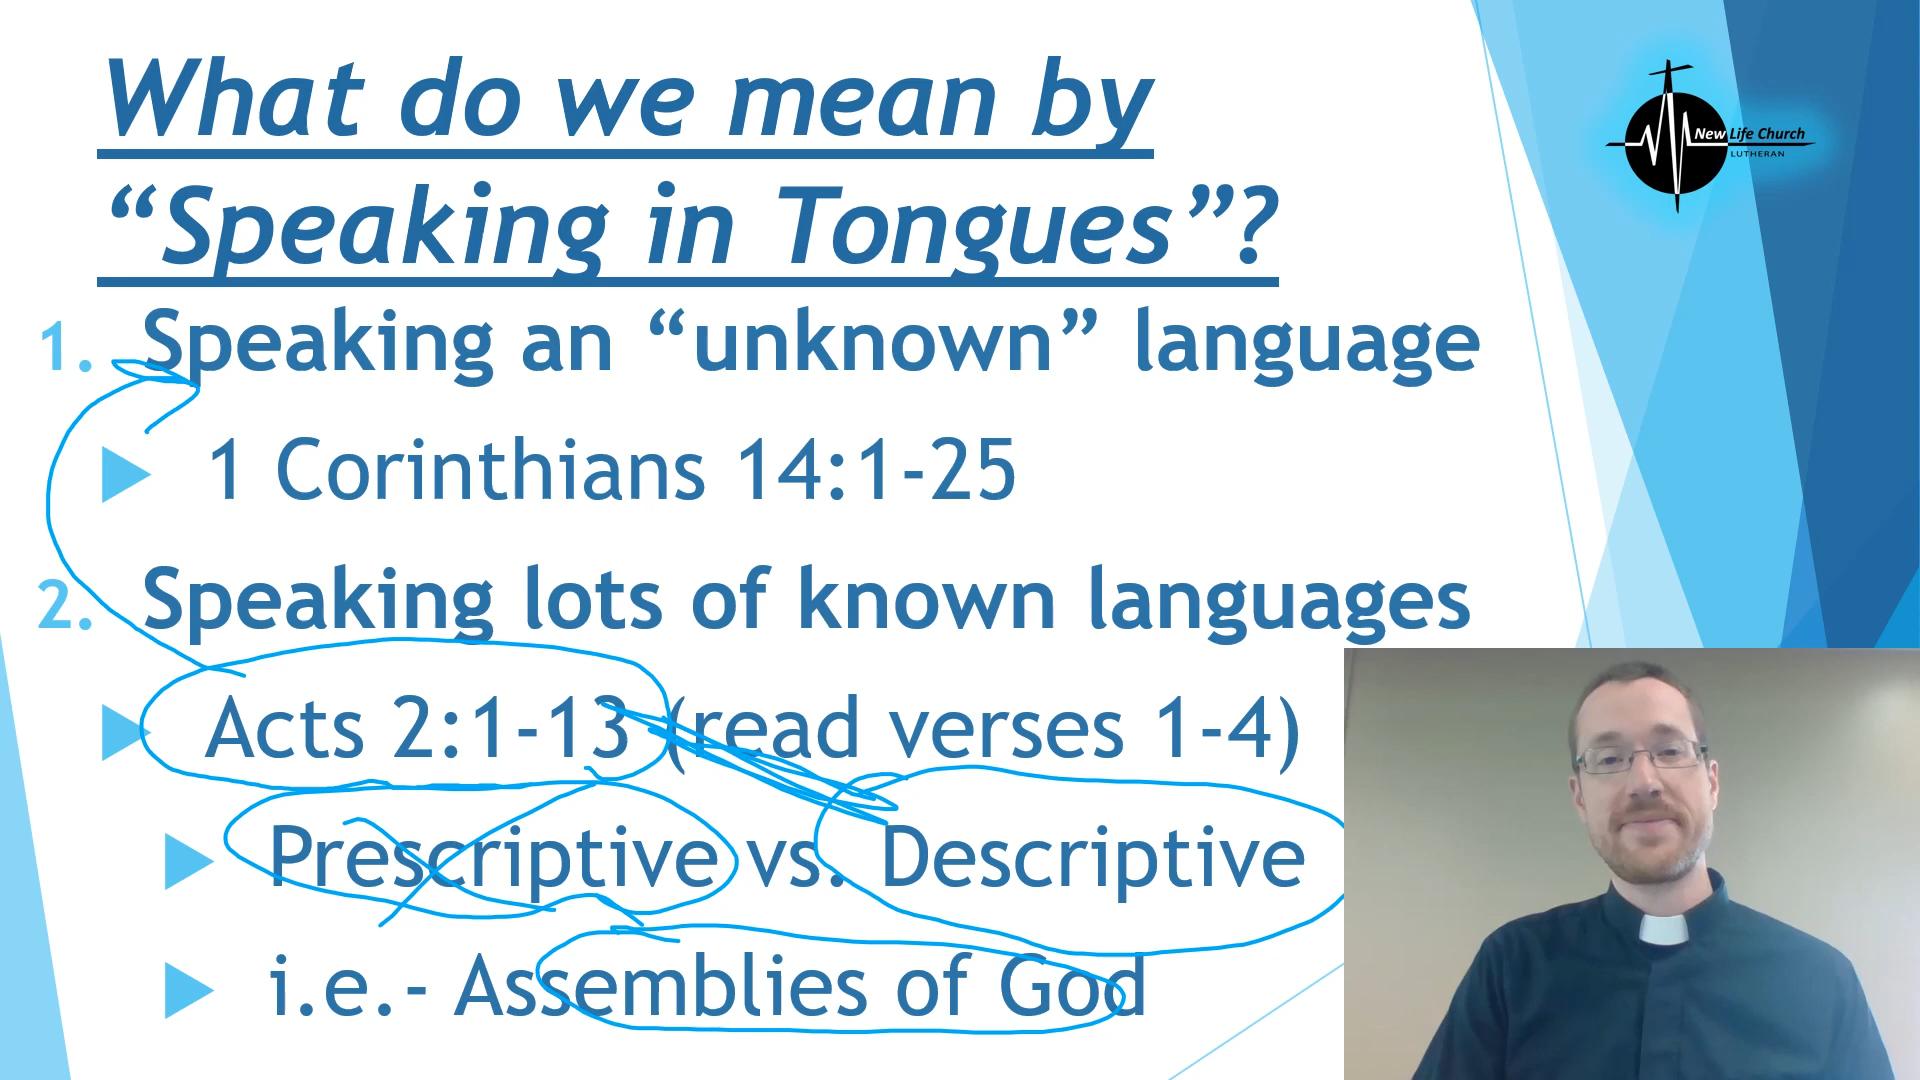 What do we mean by
“Speaking in Tongues”?
New Life Church
LUTHERAN
1. Speaking an “unknown” language
1 Corinthians 14:1-25
2. Speaking lots of known languages
Acts 2:1-13 (read verses 1-4)
Prescriptive vs. Descriptive
i.e.- Assemblies of God